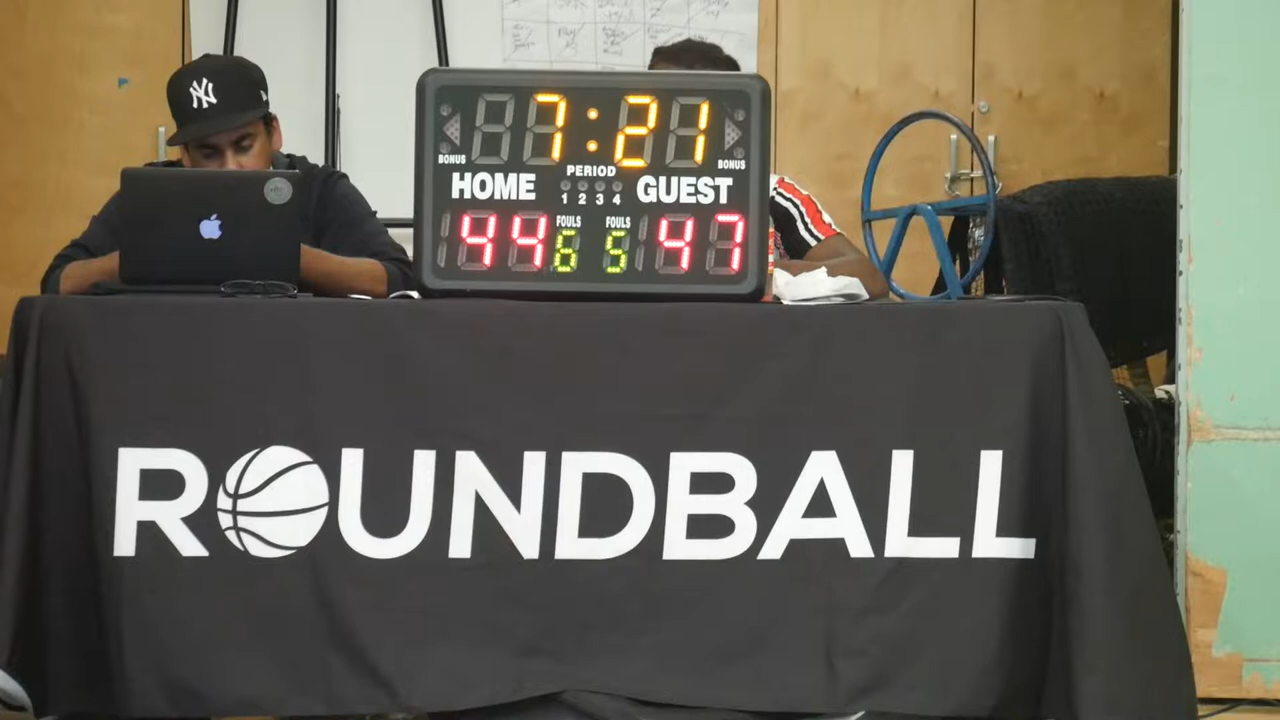 NY
7:21
BONUS
BONUS
PERIOD
HOME
1 2 3 4
GUEST
FOULS
FOULS
44
6
5
47
ROUNDBALL